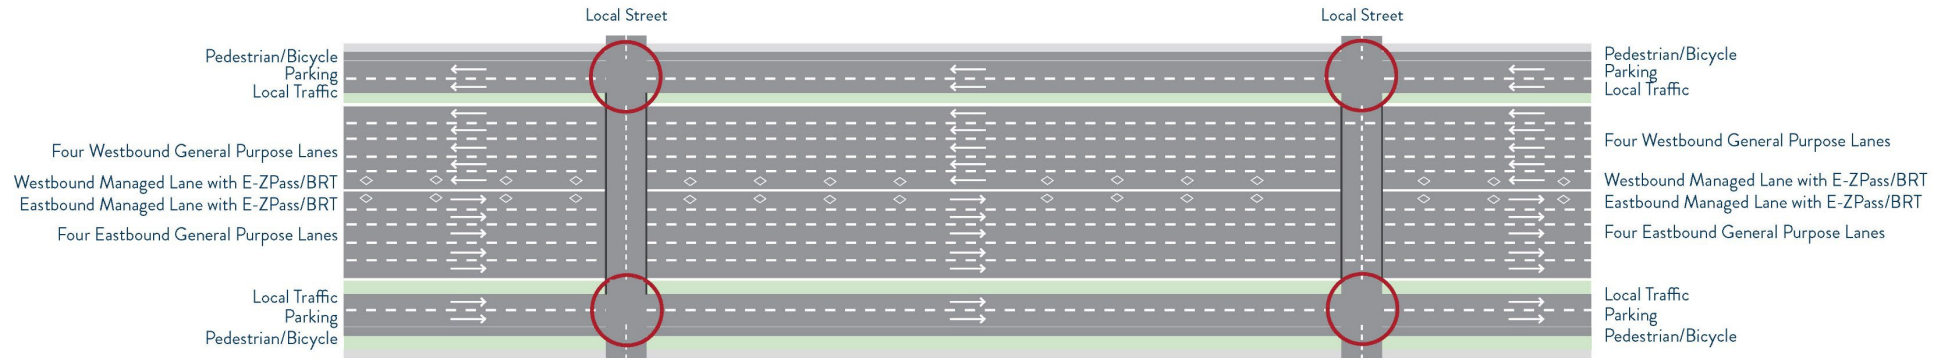 Local Street
Local Street
Pedestrian/Bicycle
Parking
Local Traffic
Four Westbound General Purpose Lanes
Westbound Managed Lane with E-ZPass/BRT
Eastbound Managed Lane with E-ZPass/BRT
Four Eastbound General Purpose Lanes
Local Traffic
Parking
Pedestrian/Bicycle
Pedestrian/Bicycle
Parking
Local Traffic
Four Westbound General Purpose Lanes
Westbound Managed Lane with E-ZPass/BRT
Eastbound Managed Lane with E-ZPass/BRT
Four Eastbound General Purpose Lanes
Local Traffic
Parking
Pedestrian/Bicycle